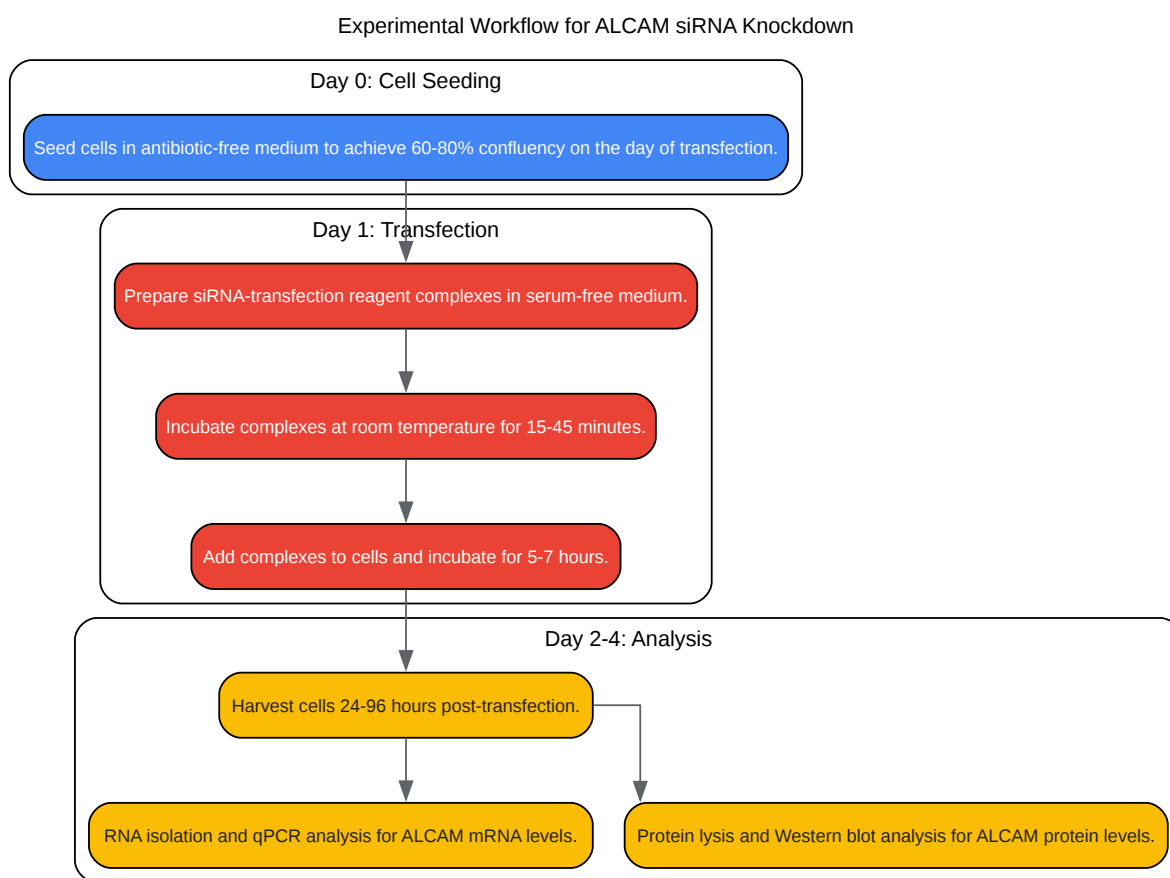 Experimental Workflow for ALCAM siRNA Knockdown
Day 0: Cell Seeding
Seed cells in antibiotic-free medium to achieve 60-80% confluency on the day of transfection.
Day 1: Transfection
Prepare siRNA-transfection reagent complexes in serum-free medium.
Incubate complexes at room temperature for 15-45 minutes.
Add complexes to cells and incubate for 5-7 hours.
Day 2-4: Analysis
Harvest cells 24-96 hours post-transfection.
RNA isolation and qPCR analysis for ALCAM mRNA levels.
Protein lysis and Western blot analysis for ALCAM protein levels.